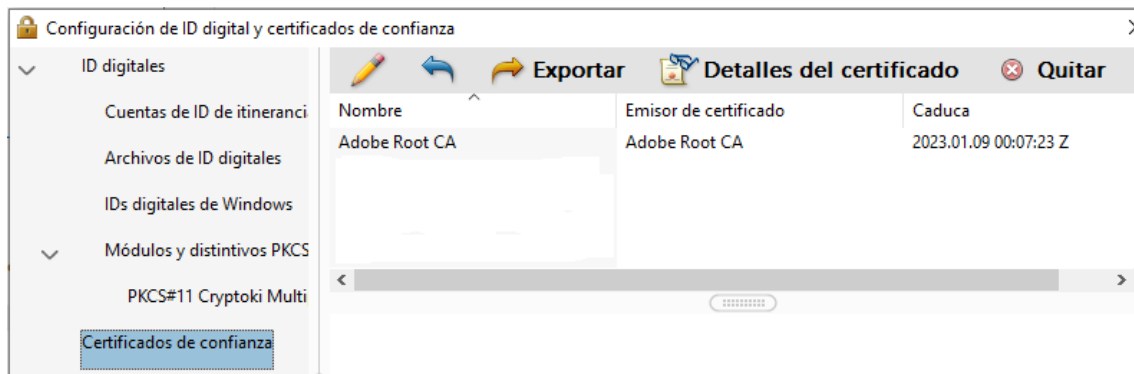 Configuración de ID digital y certificados de confianza
ID digitales
Cuentas de ID de itineranci
Archivos de ID digitales
IDs digitales de Windows
Módulos y distintivos PKCS
PKCS#11 Cryptoki Multi
Certificados de confianza
Exportar Detalles del certificado Quitar
Nombre Emisor de certificado Caduca
Adobe Root CA Adobe Root CA 2023.01.09 00:07:23 Z